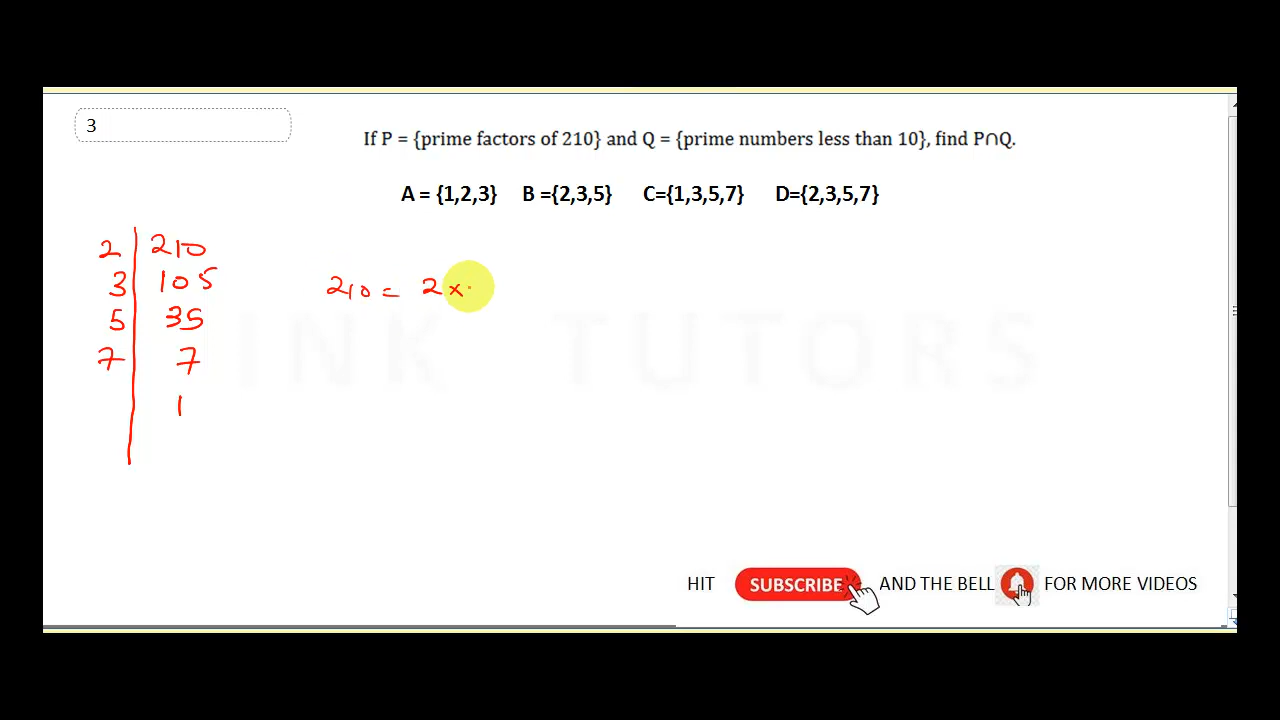 3
If P = {prime factors of 210} and Q = {prime numbers less than 10}, find P∩Q.
A = {1,2,3} B ={2,3,5} C={1,3,5,7} D={2,3,5,7}
2 | 210
3 | 105
5 | 35
7 | 7
| 1
210 = 2 ×
INK TUTORS
HIT SUBSCRIBE AND THE BELL FOR MORE VIDEOS